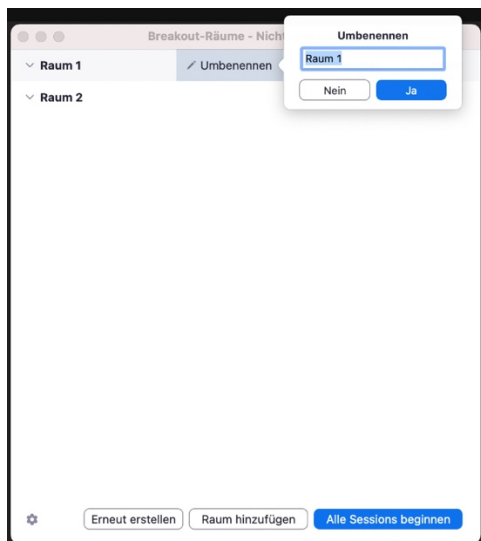 Breakout-Räume - Nicht
Umbenennen
Raum 1
Umbenennen
Raum 1
Nein
Ja
Raum 2
Erneut erstellen
Raum hinzufügen
Alle Sessions beginnen